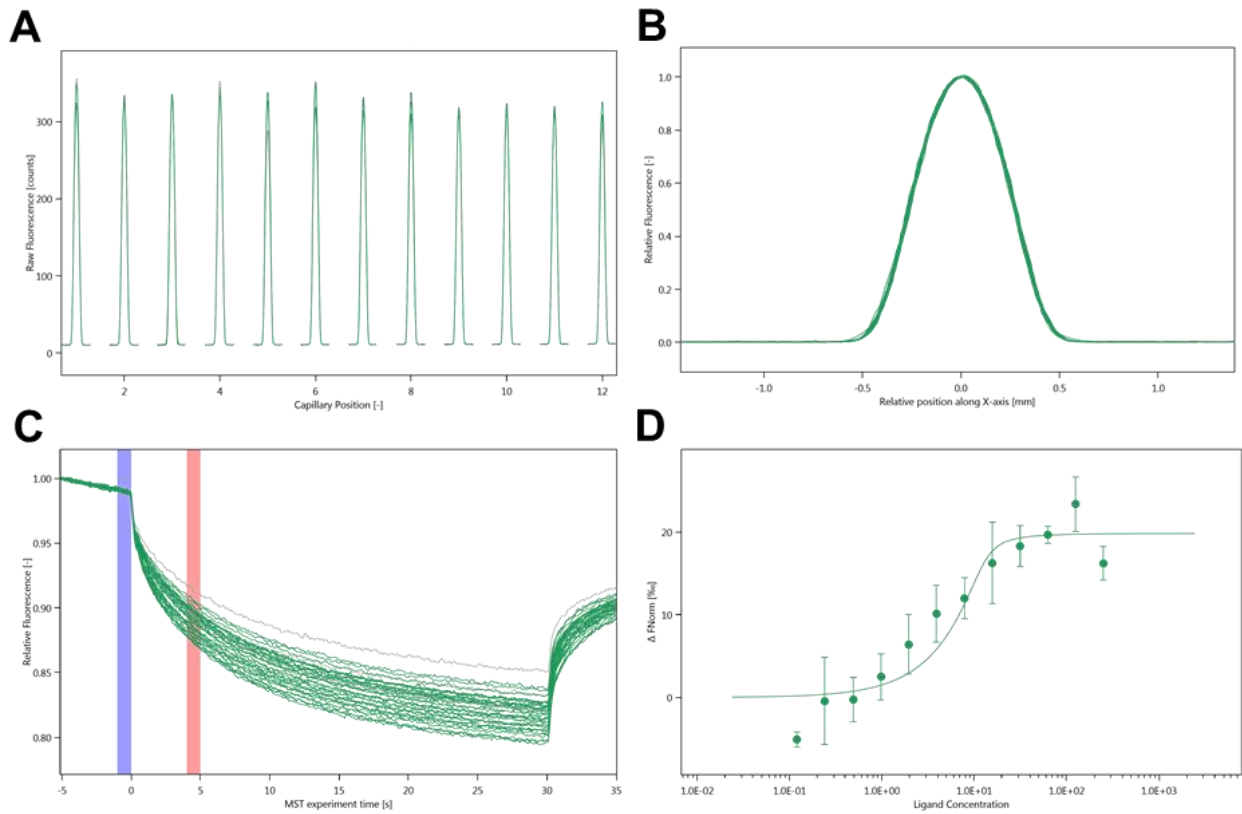 A
Raw Fluorescence [counts]
300
200
100
0
2 4 6 8 10 12
Capillary Position [-]
B
Relative Fluorescence [-]
1.0
0.8
0.6
0.4
0.2
0.0
-1.0 -0.5 0.0 0.5 1.0
Relative position along X-axis [mm]
C
Relative Fluorescence [-]
1.00
0.95
0.90
0.85
0.80
-5 0 5 10 15 20 25 30 35
MST experiment time [s]
D
Δ FNorm [‰]
20
10
0
1.0E-02 1.0E-01 1.0E+00 1.0E+01 1.0E+02 1.0E+03
Ligand Concentration